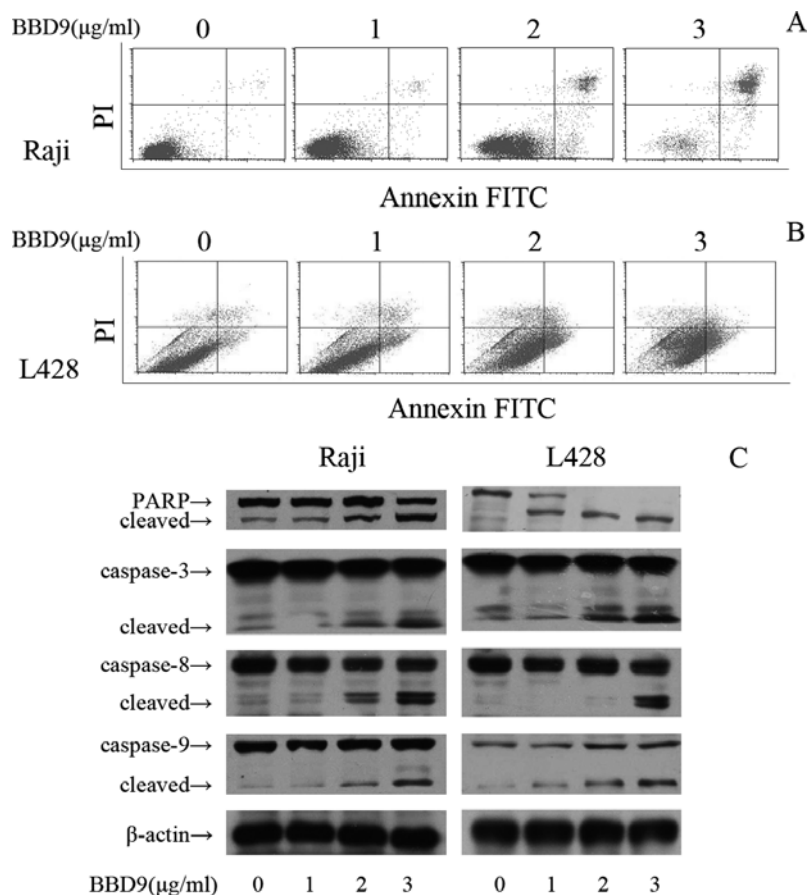 BBD9(μg/ml) 0 1 2 3 A
PI
Raji
Annexin FITC
BBD9(μg/ml) 0 1 2 3 B
PI
L428
Annexin FITC
Raji L428 C
PARP→
cleaved→
caspase-3→
cleaved→
caspase-8→
cleaved→
caspase-9→
cleaved→
β-actin→
BBD9(μg/ml) 0 1 2 3 0 1 2 3